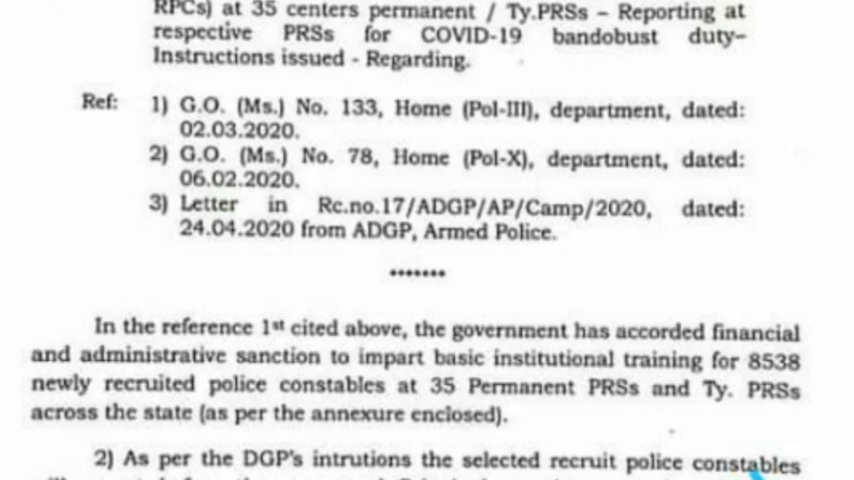 RPCs) at 35 centers permanent / Ty.PRSs – Reporting at
respective PRSs for COVID-19 bandobust duty–
Instructions issued - Regarding.
Ref: 1) G.O. (Ms.) No. 133, Home (Pol-III), department, dated:
02.03.2020.
2) G.O. (Ms.) No. 78, Home (Pol-X), department, dated:
06.02.2020.
3) Letter in Rc.no.17/ADGP/AP/Camp/2020, dated:
24.04.2020 from ADGP, Armed Police.
*******
In the reference 1st cited above, the government has accorded financial
and administrative sanction to impart basic institutional training for 8538
newly recruited police constables at 35 Permanent PRSs and Ty. PRSs
across the state (as per the annexure enclosed).
2) As per the DGP's intrutions the selected recruit police constables